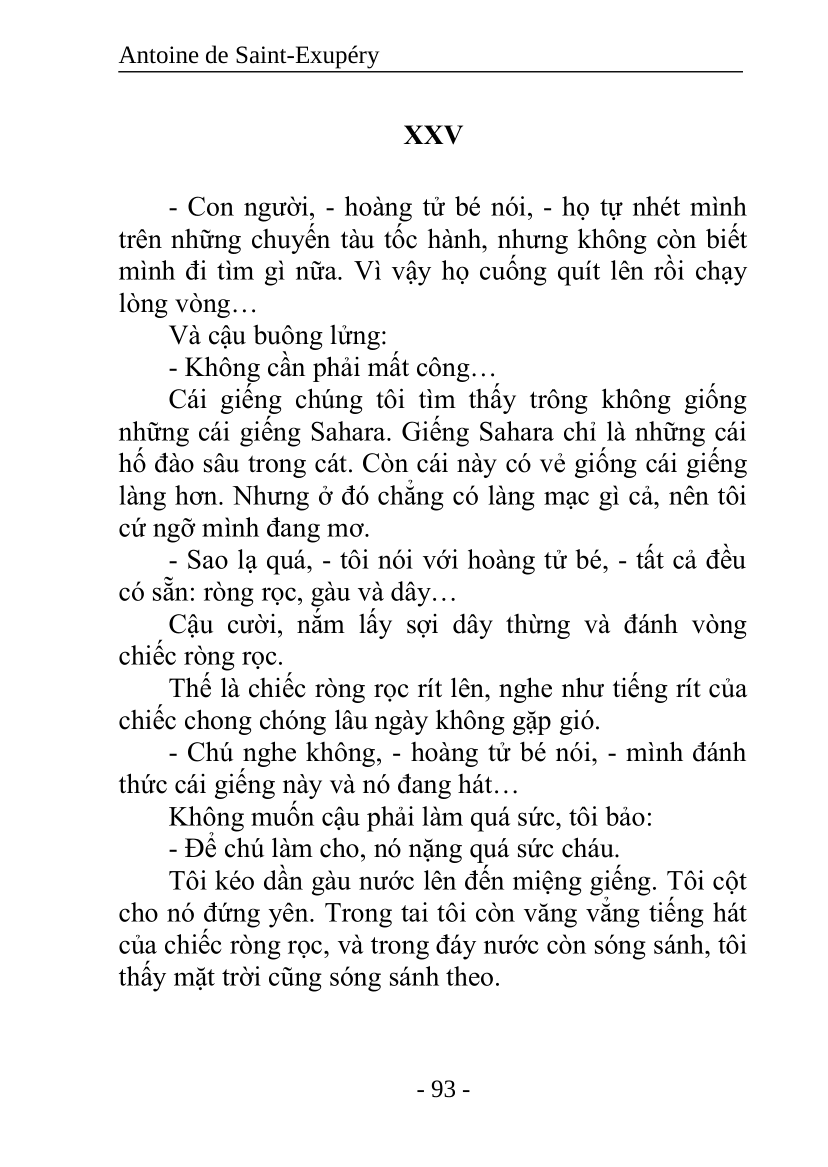 Antoine de Saint-Exupéry
XXV
- Con người, - hoàng tử bé nói, - họ tự nhét mình
trên những chuyến tàu tốc hành, nhưng không còn biết
mình đi tìm gì nữa. Vì vậy họ cuống quít lên rồi chạy
lòng vòng…
Và cậu buông lửng:
- Không cần phải mất công…
Cái giếng chúng tôi tìm thấy trông không giống
những cái giếng Sahara. Giếng Sahara chỉ là những cái
hố đào sâu trong cát. Còn cái này có vẻ giống cái giếng
làng hơn. Nhưng ở đó chẳng có làng mạc gì cả, nên tôi
cứ ngỡ mình đang mơ.
- Sao lạ quá, - tôi nói với hoàng tử bé, - tất cả đều
có sẵn: ròng rọc, gàu và dây…
Cậu cười, nắm lấy sợi dây thừng và đánh vòng
chiếc ròng rọc.
Thế là chiếc ròng rọc rít lên, nghe như tiếng rít của
chiếc chong chóng lâu ngày không gặp gió.
- Chú nghe không, - hoàng tử bé nói, - mình đánh
thức cái giếng này và nó đang hát…
Không muốn cậu phải làm quá sức, tôi bảo:
- Để chú làm cho, nó nặng quá sức cháu.
Tôi kéo dần gàu nước lên đến miệng giếng. Tôi cột
cho nó đứng yên. Trong tai tôi còn văng vẳng tiếng hát
của chiếc ròng rọc, và trong đáy nước còn sóng sánh, tôi
thấy mặt trời cũng sóng sánh theo.
- 93 -